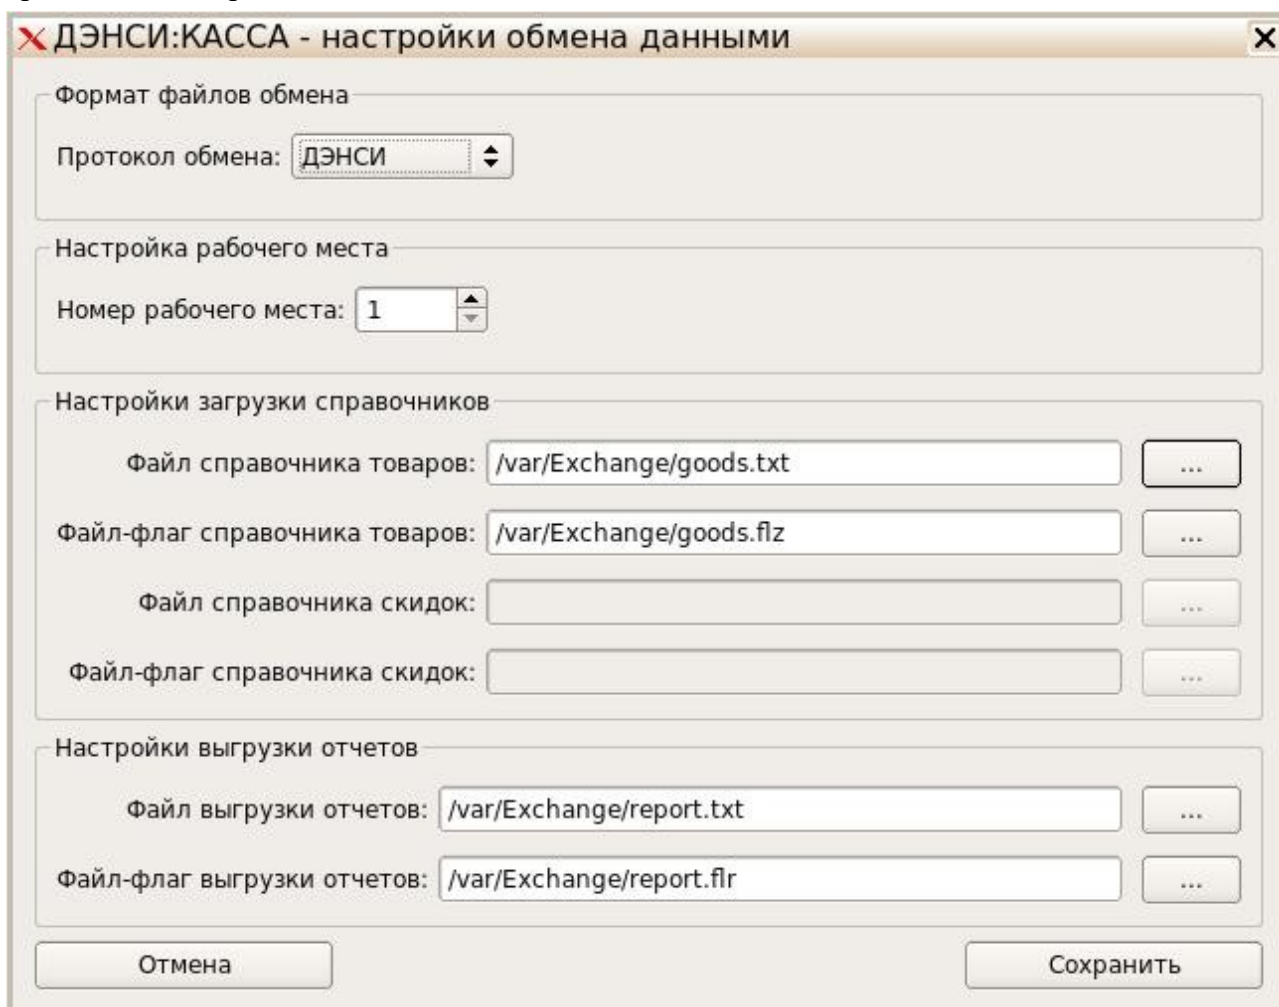 ДЭНСИ:КАССА - настройки обмена данными
Формат файлов обмена
Протокол обмена: ДЭНСИ
Настройка рабочего места
Номер рабочего места: 1
Настройки загрузки справочников
Файл справочника товаров: /var/Exchange/goods.txt ...
Файл-флаг справочника товаров: /var/Exchange/goods.flz ...
Файл справочника скидок: ...
Файл-флаг справочника скидок: ...
Настройки выгрузки отчетов
Файл выгрузки отчетов: /var/Exchange/report.txt ...
Файл-флаг выгрузки отчетов: /var/Exchange/report.flr ...
Отмена Сохранить